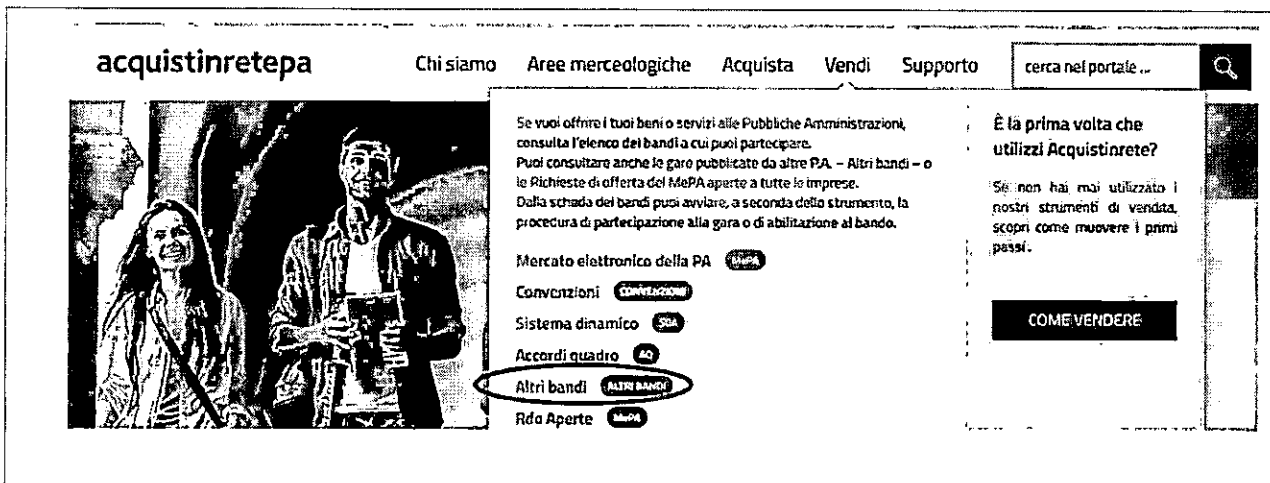 acquistinretepa
Chi siamo Aree merceologiche Acquista Vendi Supporto
cerca nel portale ...
Se vuoi offrire i tuoi beni o servizi alle Pubbliche Amministrazioni,
consulta l'elenco dei bandi a cui puoi partecipare.
Puoi consultare anche le gare pubblicate da altre P.A. – Altri bandi – o
le Richieste di offerta del MePA aperte a tutte le imprese.
Dalla scheda dei bandi puoi avviare, a seconda dello strumento, la
procedura di partecipazione alla gara o di abilitazione al bando.
Mercato elettronico della PA MePA
Convenzioni CONVENZIONI
Sistema dinamico SDA
Accordi quadro AQ
Altri bandi ALTRI BANDI
Rdo Aperte MePA
È la prima volta che
utilizzi Acquistinrete?
Se non hai mai utilizzato i
nostri strumenti di vendita,
scopri come muovere i primi
passi.
COME VENDERE